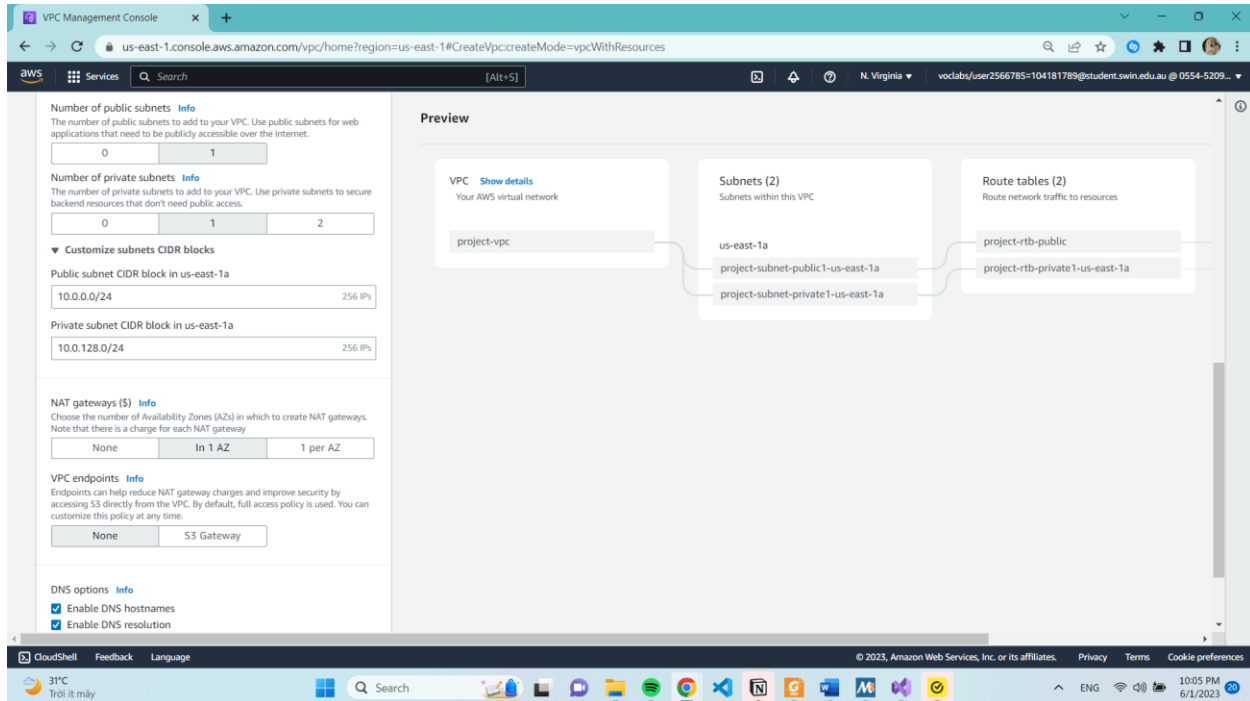 VPC Management Console
us-east-1.console.aws.amazon.com/vpc/home?region=us-east-1#CreateVpc:createMode=vpcWithResources
aws Services Search [Alt+S] N. Virginia voclabs/user2566785=104181789@student.swin.edu.au @ 0554-5209...
Number of public subnets Info
The number of public subnets to add to your VPC. Use public subnets for web
applications that need to be publicly accessible over the internet.
0 1
Number of private subnets Info
The number of private subnets to add to your VPC. Use private subnets to secure
backend resources that don't need public access.
0 1 2
Customize subnets CIDR blocks
Public subnet CIDR block in us-east-1a
10.0.0.0/24 256 IPs
Private subnet CIDR block in us-east-1a
10.0.128.0/24 256 IPs
NAT gateways ($) Info
Choose the number of Availability Zones (AZs) in which to create NAT gateways.
Note that there is a charge for each NAT gateway
None In 1 AZ 1 per AZ
VPC endpoints Info
Endpoints can help reduce NAT gateway charges and improve security by
accessing S3 directly from the VPC. By default, full access policy is used. You can
customize this policy at any time.
None S3 Gateway
DNS options Info
Enable DNS hostnames
Enable DNS resolution
Preview
VPC Show details
Your AWS virtual network
project-vpc
Subnets (2)
Subnets within this VPC
us-east-1a
project-subnet-public1-us-east-1a
project-subnet-private1-us-east-1a
Route tables (2)
Route network traffic to resources
project-rtb-public
project-rtb-private1-us-east-1a
CloudShell Feedback Language © 2023, Amazon Web Services, Inc. or its affiliates. Privacy Terms Cookie preferences
31°C
Trời ít mây
Search
ENG
10:05 PM
6/1/2023
20